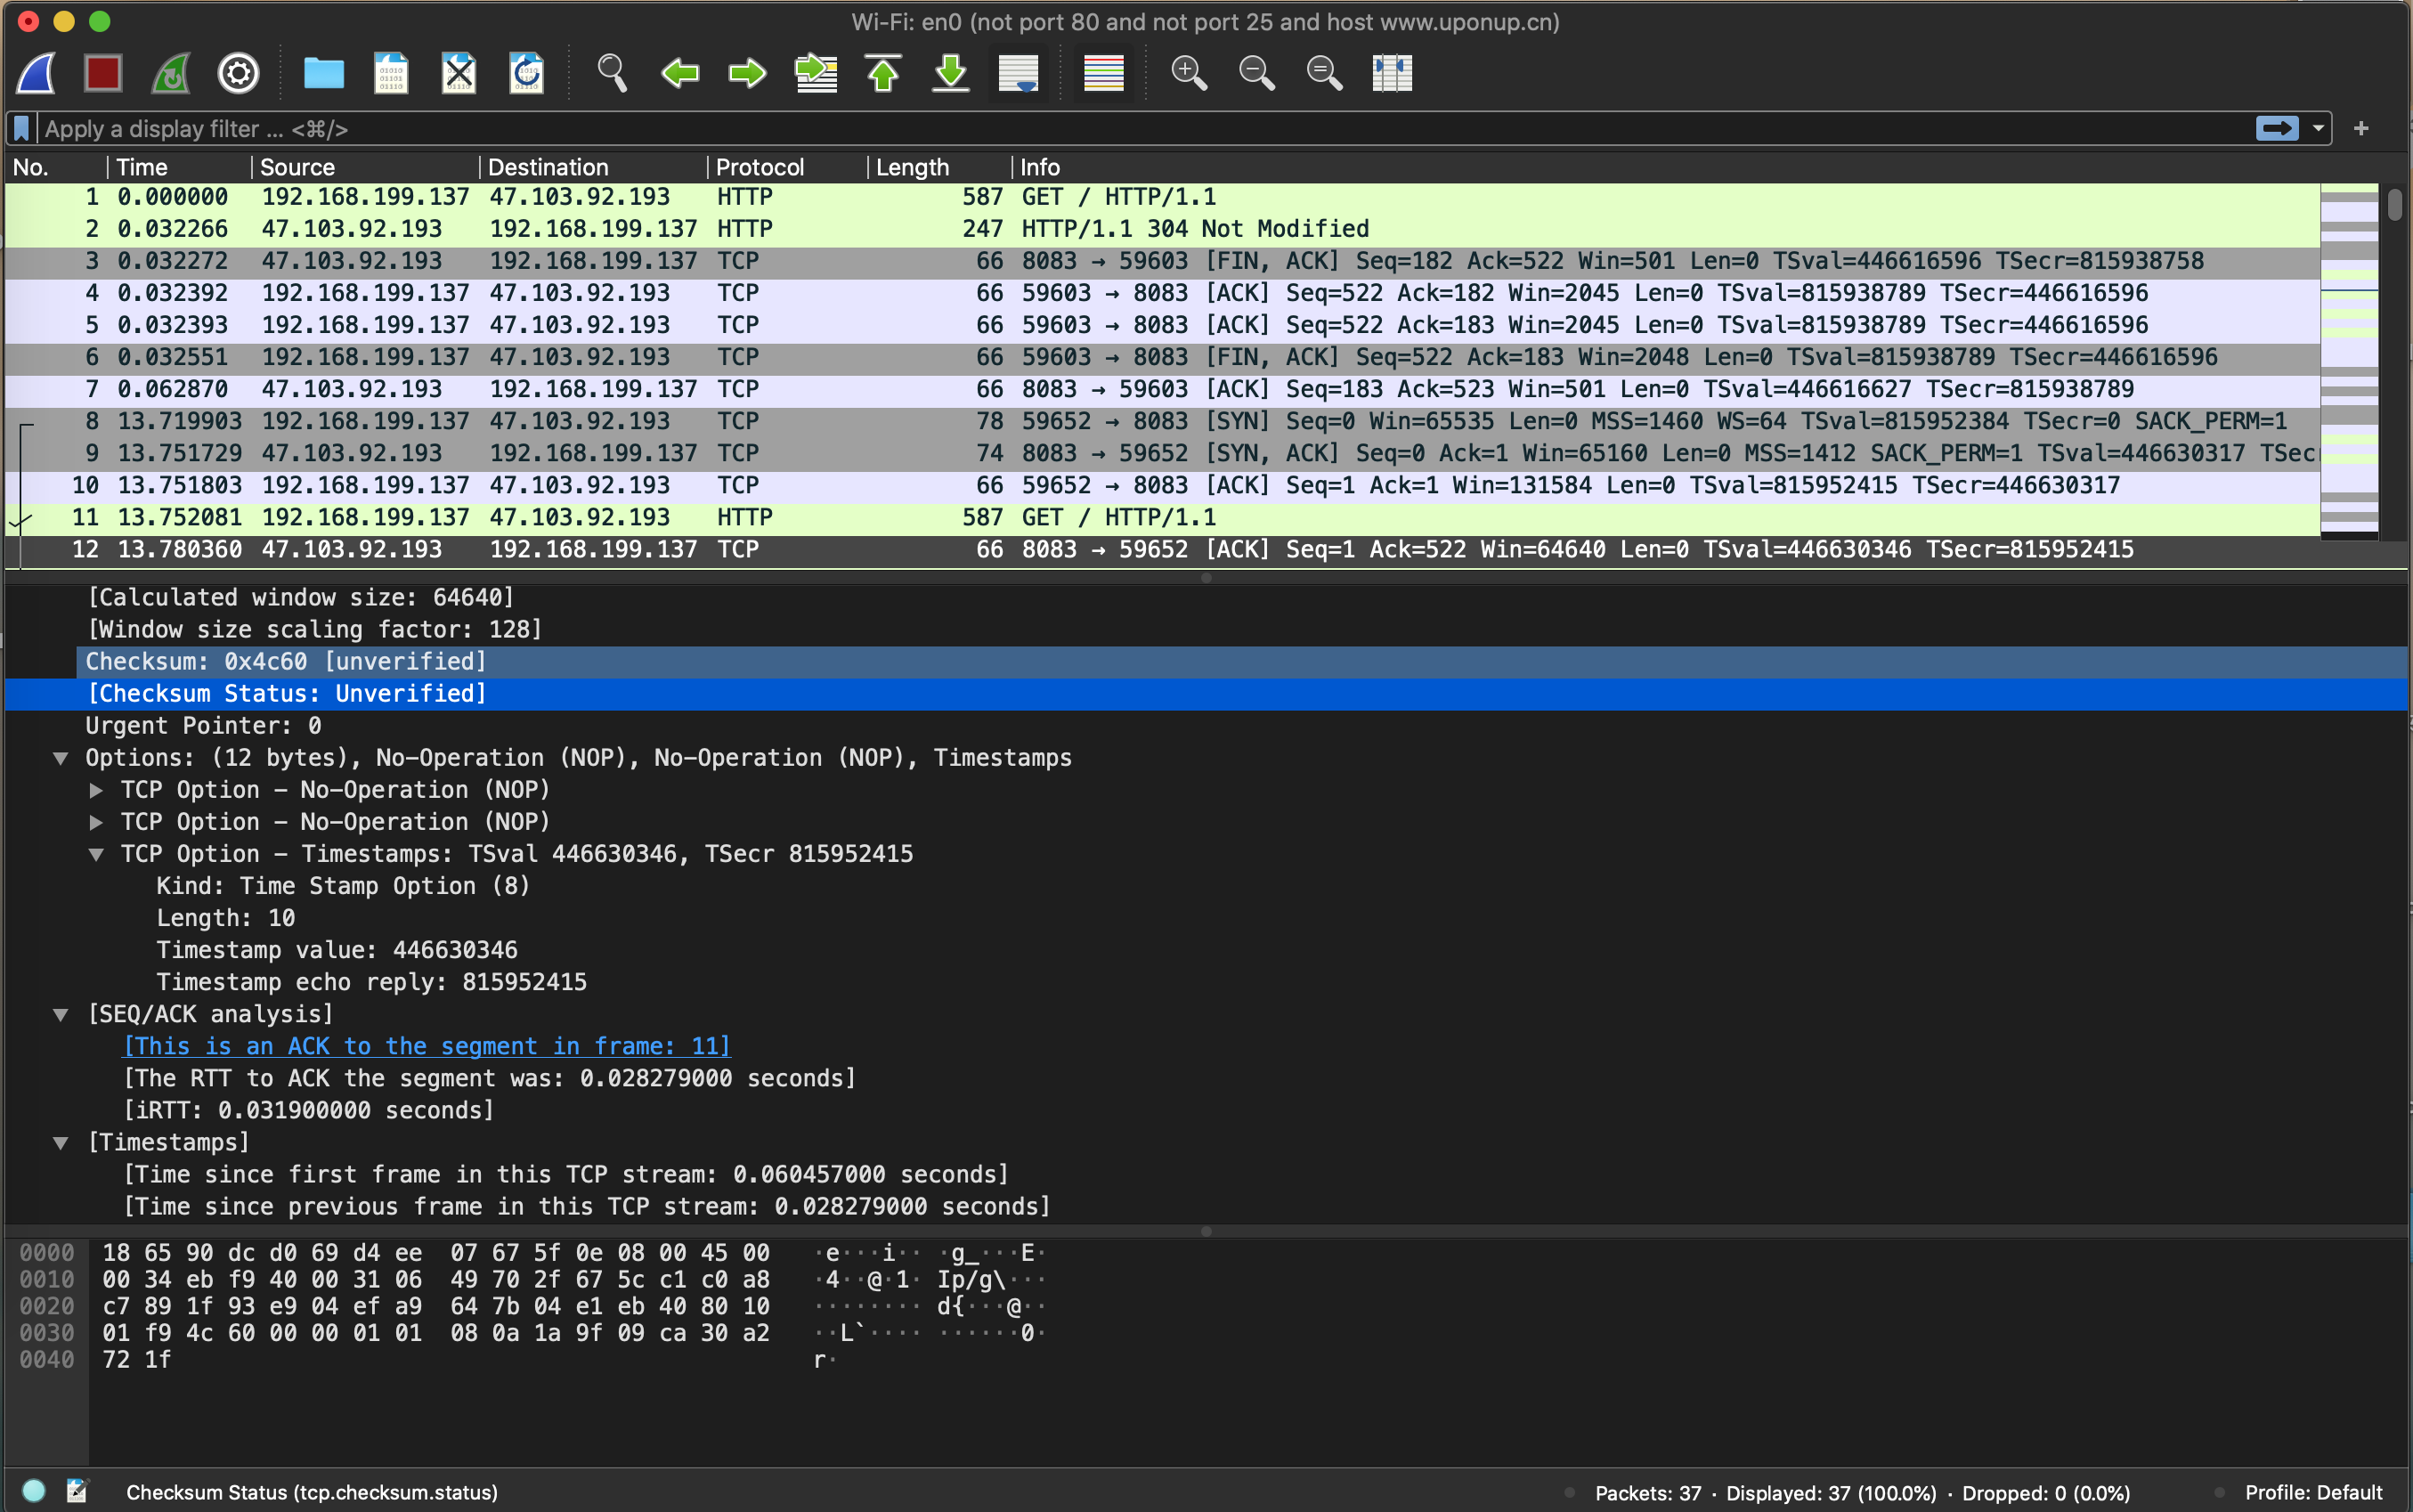 Wi-Fi: en0 (not port 80 and not port 25 and host www.uponup.cn)
Apply a display filter ... <⌘/>
No. Time Source Destination Protocol Length Info
1 0.000000 192.168.199.137 47.103.92.193 HTTP 587 GET / HTTP/1.1
2 0.032266 47.103.92.193 192.168.199.137 HTTP 247 HTTP/1.1 304 Not Modified
3 0.032272 47.103.92.193 192.168.199.137 TCP 66 8083 → 59603 [FIN, ACK] Seq=182 Ack=522 Win=501 Len=0 TSval=446616596 TSecr=815938758
4 0.032392 192.168.199.137 47.103.92.193 TCP 66 59603 → 8083 [ACK] Seq=522 Ack=182 Win=2045 Len=0 TSval=815938789 TSecr=446616596
5 0.032393 192.168.199.137 47.103.92.193 TCP 66 59603 → 8083 [ACK] Seq=522 Ack=183 Win=2045 Len=0 TSval=815938789 TSecr=446616596
6 0.032551 192.168.199.137 47.103.92.193 TCP 66 59603 → 8083 [FIN, ACK] Seq=522 Ack=183 Win=2048 Len=0 TSval=815938789 TSecr=446616596
7 0.062870 47.103.92.193 192.168.199.137 TCP 66 8083 → 59603 [ACK] Seq=183 Ack=523 Win=501 Len=0 TSval=446616627 TSecr=815938789
8 13.719903 192.168.199.137 47.103.92.193 TCP 78 59652 → 8083 [SYN] Seq=0 Win=65535 Len=0 MSS=1460 WS=64 TSval=815952384 TSecr=0 SACK_PERM=1
9 13.751729 47.103.92.193 192.168.199.137 TCP 74 8083 → 59652 [SYN, ACK] Seq=0 Ack=1 Win=65160 Len=0 MSS=1412 SACK_PERM=1 TSval=446630317 TSec
10 13.751803 192.168.199.137 47.103.92.193 TCP 66 59652 → 8083 [ACK] Seq=1 Ack=1 Win=131584 Len=0 TSval=815952415 TSecr=446630317
11 13.752081 192.168.199.137 47.103.92.193 HTTP 587 GET / HTTP/1.1
12 13.780360 47.103.92.193 192.168.199.137 TCP 66 8083 → 59652 [ACK] Seq=1 Ack=522 Win=64640 Len=0 TSval=446630346 TSecr=815952415
[Calculated window size: 64640]
[Window size scaling factor: 128]
Checksum: 0x4c60 [unverified]
[Checksum Status: Unverified]
Urgent Pointer: 0
Options: (12 bytes), No-Operation (NOP), No-Operation (NOP), Timestamps
TCP Option – No-Operation (NOP)
TCP Option – No-Operation (NOP)
TCP Option – Timestamps: TSval 446630346, TSecr 815952415
Kind: Time Stamp Option (8)
Length: 10
Timestamp value: 446630346
Timestamp echo reply: 815952415
[SEQ/ACK analysis]
[This is an ACK to the segment in frame: 11]
[The RTT to ACK the segment was: 0.028279000 seconds]
[iRTT: 0.031900000 seconds]
[Timestamps]
[Time since first frame in this TCP stream: 0.060457000 seconds]
[Time since previous frame in this TCP stream: 0.028279000 seconds]
0000 18 65 90 dc d0 69 d4 ee 07 67 5f 0e 08 00 45 00 ·e···i·· ·g_···E·
0010 00 34 eb f9 40 00 31 06 49 70 2f 67 5c c1 c0 a8 ·4··@·1· Ip/g\···
0020 c7 89 1f 93 e9 04 ef a9 64 7b 04 e1 eb 40 80 10 ········ d{···@··
0030 01 f9 4c 60 00 00 01 01 08 0a 1a 9f 09 ca 30 a2 ··L`···· ······0·
0040 72 1f r·
Checksum Status (tcp.checksum.status)
Packets: 37 · Displayed: 37 (100.0%) · Dropped: 0 (0.0%)
Profile: Default